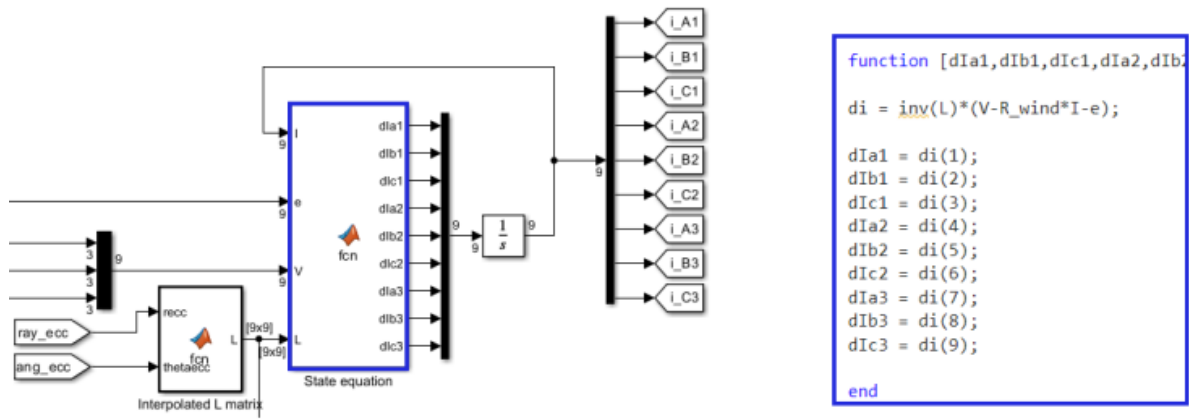 i_A1
i_B1
i_C1
i_A2
i_B2
i_C2
i_A3
i_B3
i_C3
I
9
e
9
V
9
L
[9x9]
fcn
dIa1
dIb1
dIc1
dIa2
dIb2
dIc2
dIa3
dIb3
dIc3
State equation
9
9
1
s
9
9
3
3
3
9
ray_ecc
ang_ecc
recc
thetaecc
fcn
L
[9x9]
Interpolated L matrix
function [dIa1,dIb1,dIc1,dIa2,dIb2
di = inv(L)*(V-R_wind*I-e);
dIa1 = di(1);
dIb1 = di(2);
dIc1 = di(3);
dIa2 = di(4);
dIb2 = di(5);
dIc2 = di(6);
dIa3 = di(7);
dIb3 = di(8);
dIc3 = di(9);
end